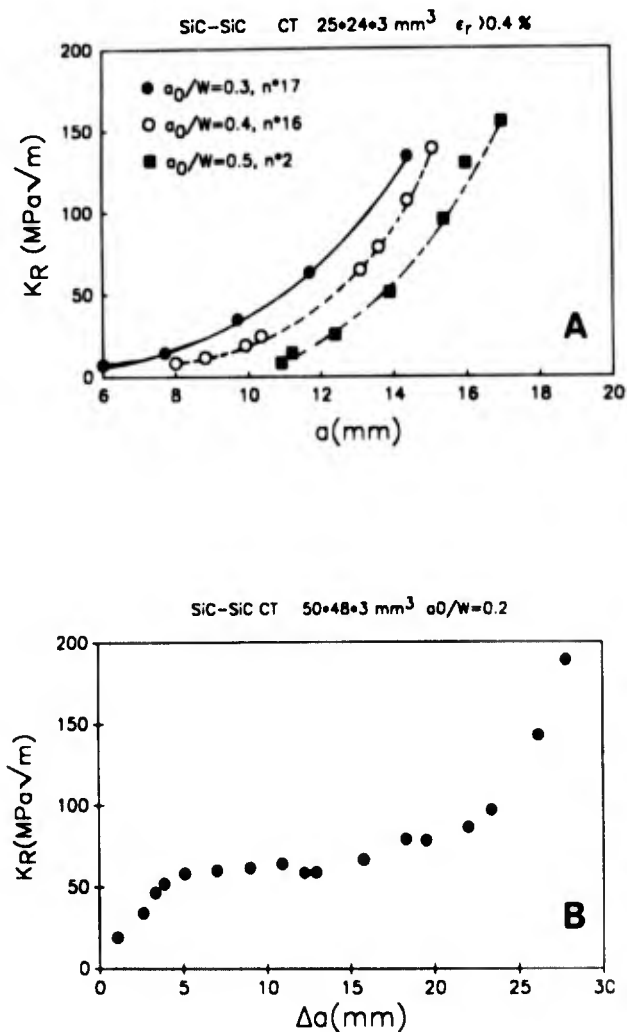 SiC-SiC CT 25*24*3 mm³ εr >0.4 %
200
150
100
50
0
KR (MPa√m)
● a0/W=0.3, n°17
○ a0/W=0.4, n°16
■ a0/W=0.5, n°2
A
6 8 10 12 14 16 18 20
a(mm)
SiC-SiC CT 50*48*3 mm³ a0/W=0.2
200
150
100
50
0
KR(MPa√m)
B
0 5 10 15 20 25 30
Δa(mm)